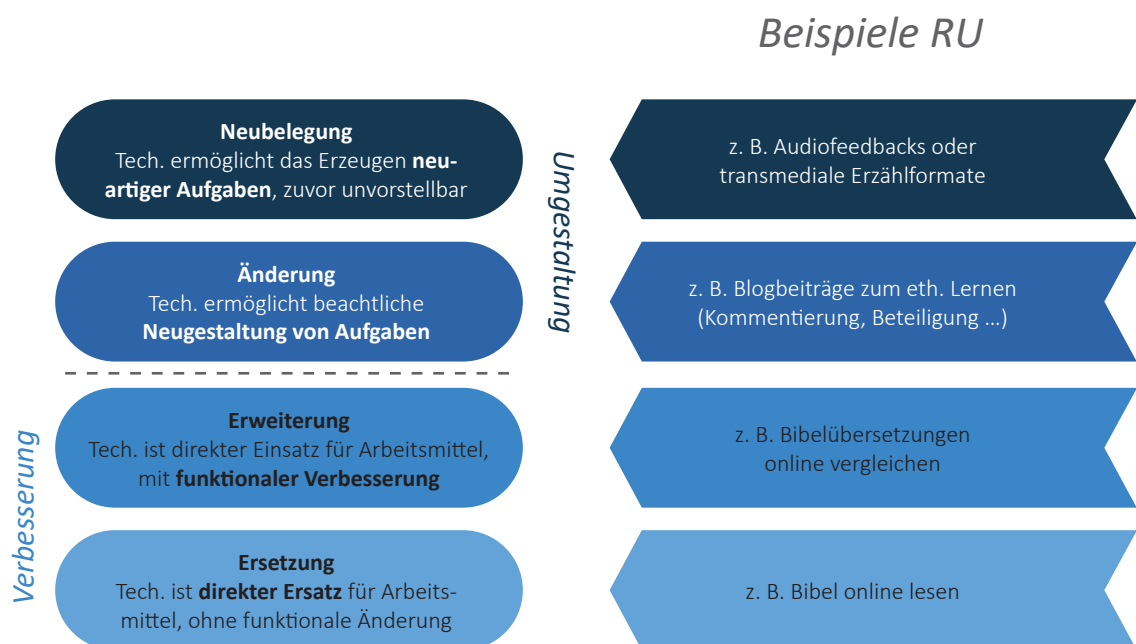 Beispiele RU
Neubelegung
Tech. ermöglicht das Erzeugen neu-
artiger Aufgaben, zuvor unvorstellbar
z. B. Audiofeedbacks oder
transmediale Erzählformate
Umgestaltung
Änderung
Tech. ermöglicht beachtliche
Neugestaltung von Aufgaben
z. B. Blogbeiträge zum eth. Lernen
(Kommentierung, Beteiligung ...)
Verbesserung
Erweiterung
Tech. ist direkter Einsatz für Arbeitsmittel,
mit funktionaler Verbesserung
z. B. Bibelübersetzungen
online vergleichen
Ersetzung
Tech. ist direkter Ersatz für Arbeits-
mittel, ohne funktionale Änderung
z. B. Bibel online lesen